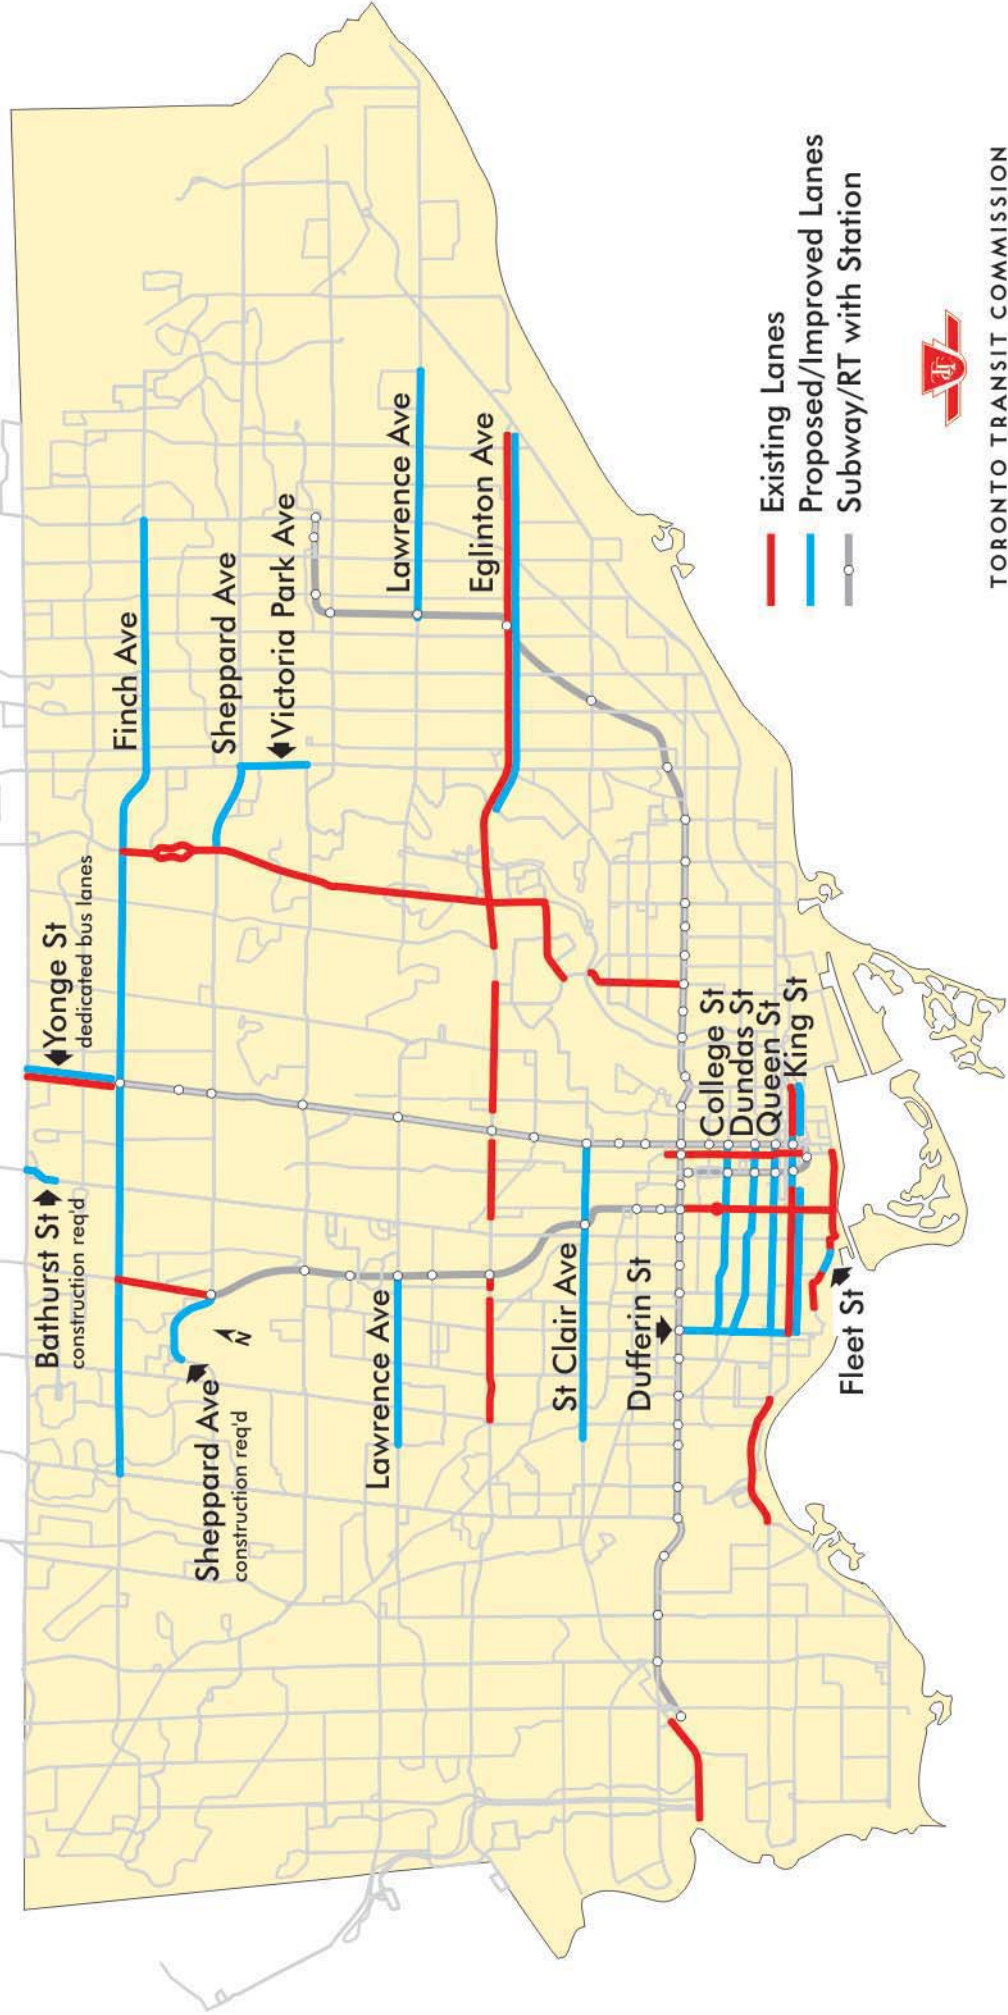 Yonge St
dedicated bus lanes
Bathurst St
construction req'd
Finch Ave
Sheppard Ave
Victoria Park Ave
Sheppard Ave
construction req'd
N
Lawrence Ave
Lawrence Ave
Eglinton Ave
St Clair Ave
Dufferin St
College St
Dundas St
Queen St
King St
Fleet St
Existing Lanes
Proposed/Improved Lanes
Subway/RT with Station
TTC
TORONTO TRANSIT COMMISSION